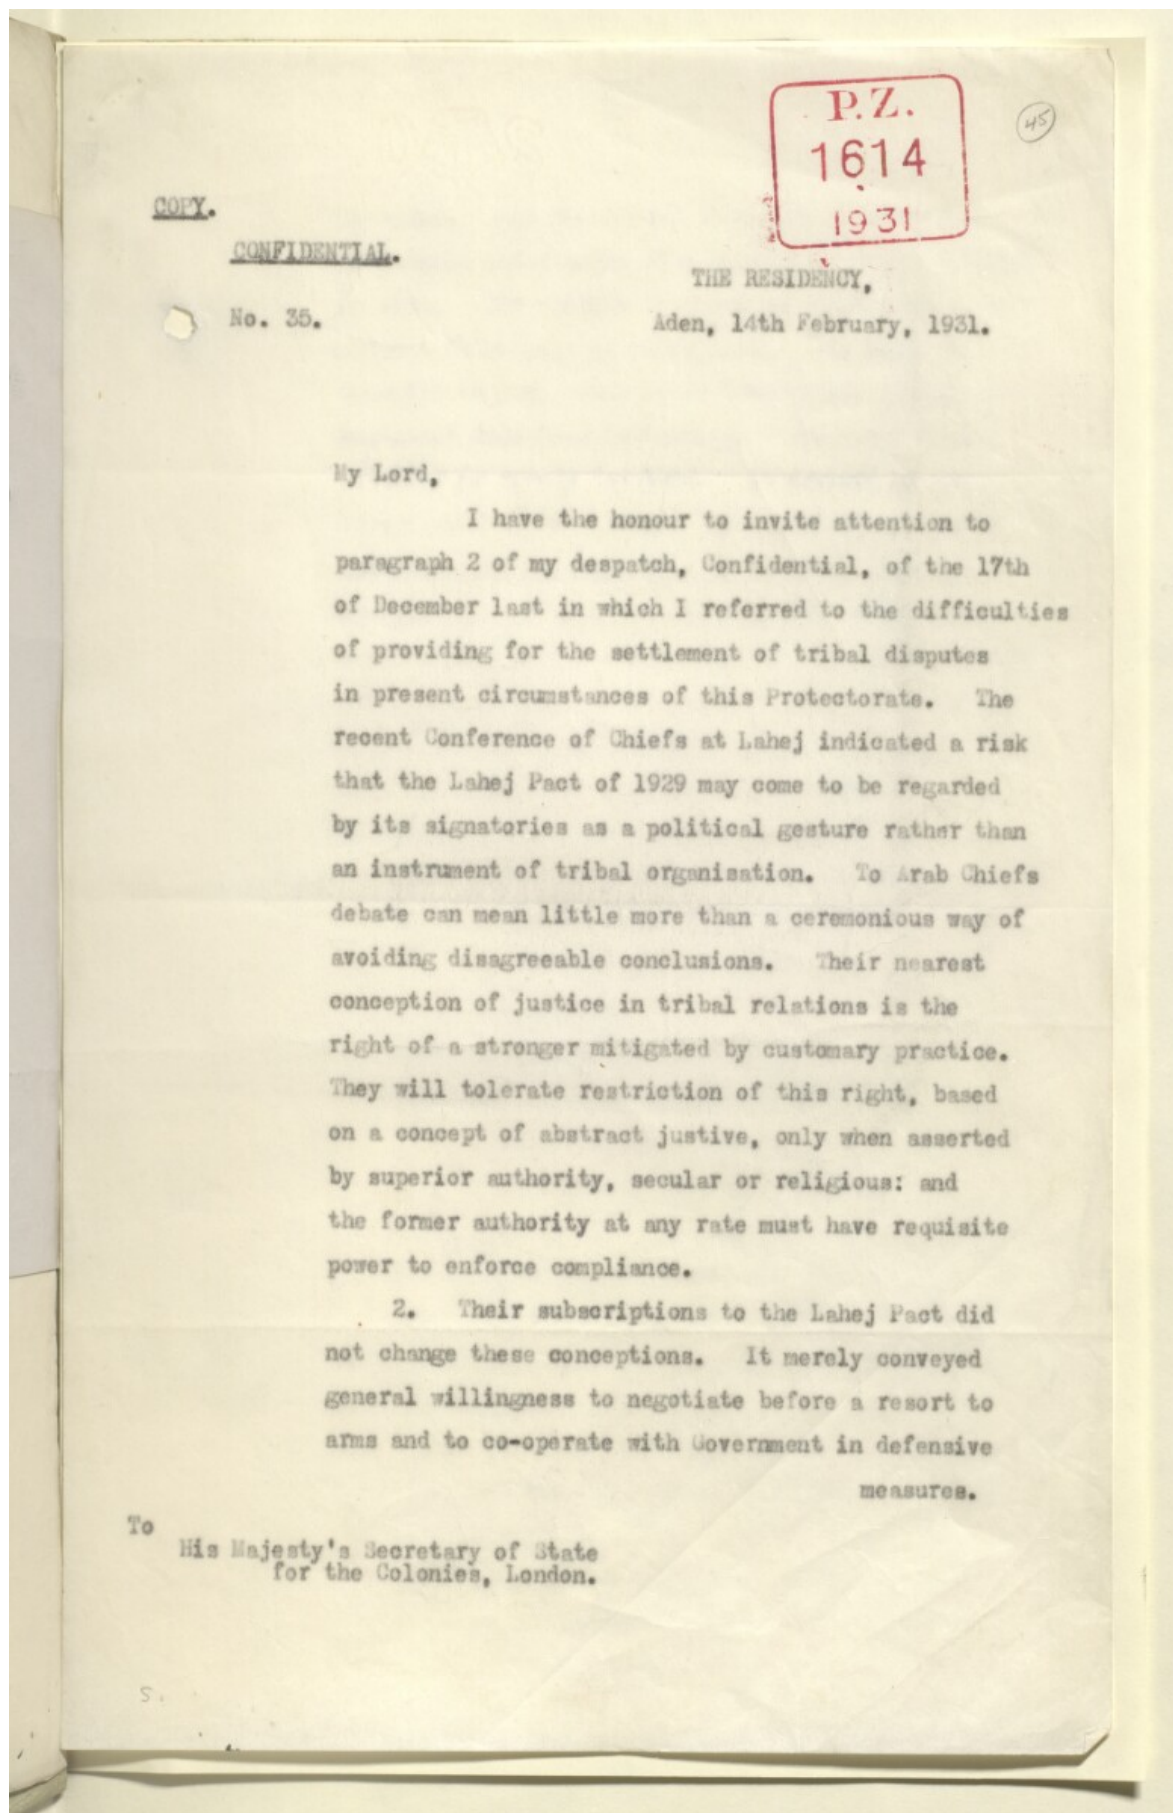 P.Z.
1614
1931
45
COPY.
CONFIDENTIAL.
THE RESIDENCY,
No. 35.
Aden, 14th February, 1931.
My Lord,
I have the honour to invite attention to
paragraph 2 of my despatch, Confidential, of the 17th
of December last in which I referred to the difficulties
of providing for the settlement of tribal disputes
in present circumstances of this Protectorate. The
recent Conference of Chiefs at Lahej indicated a risk
that the Lahej Pact of 1929 may come to be regarded
by its signatories as a political gesture rather than
an instrument of tribal organisation. To Arab Chiefs
debate can mean little more than a ceremonious way of
avoiding disagreeable conclusions. Their nearest
conception of justice in tribal relations is the
right of a stronger mitigated by customary practice.
They will tolerate restriction of this right, based
on a concept of abstract justive, only when asserted
by superior authority, secular or religious: and
the former authority at any rate must have requisite
power to enforce compliance.
2. Their subscriptions to the Lahej Pact did
not change these conceptions. It merely conveyed
general willingness to negotiate before a resort to
arms and to co-operate with Government in defensive
measures.
To
His Majesty's Secretary of State
for the Colonies, London.
S.